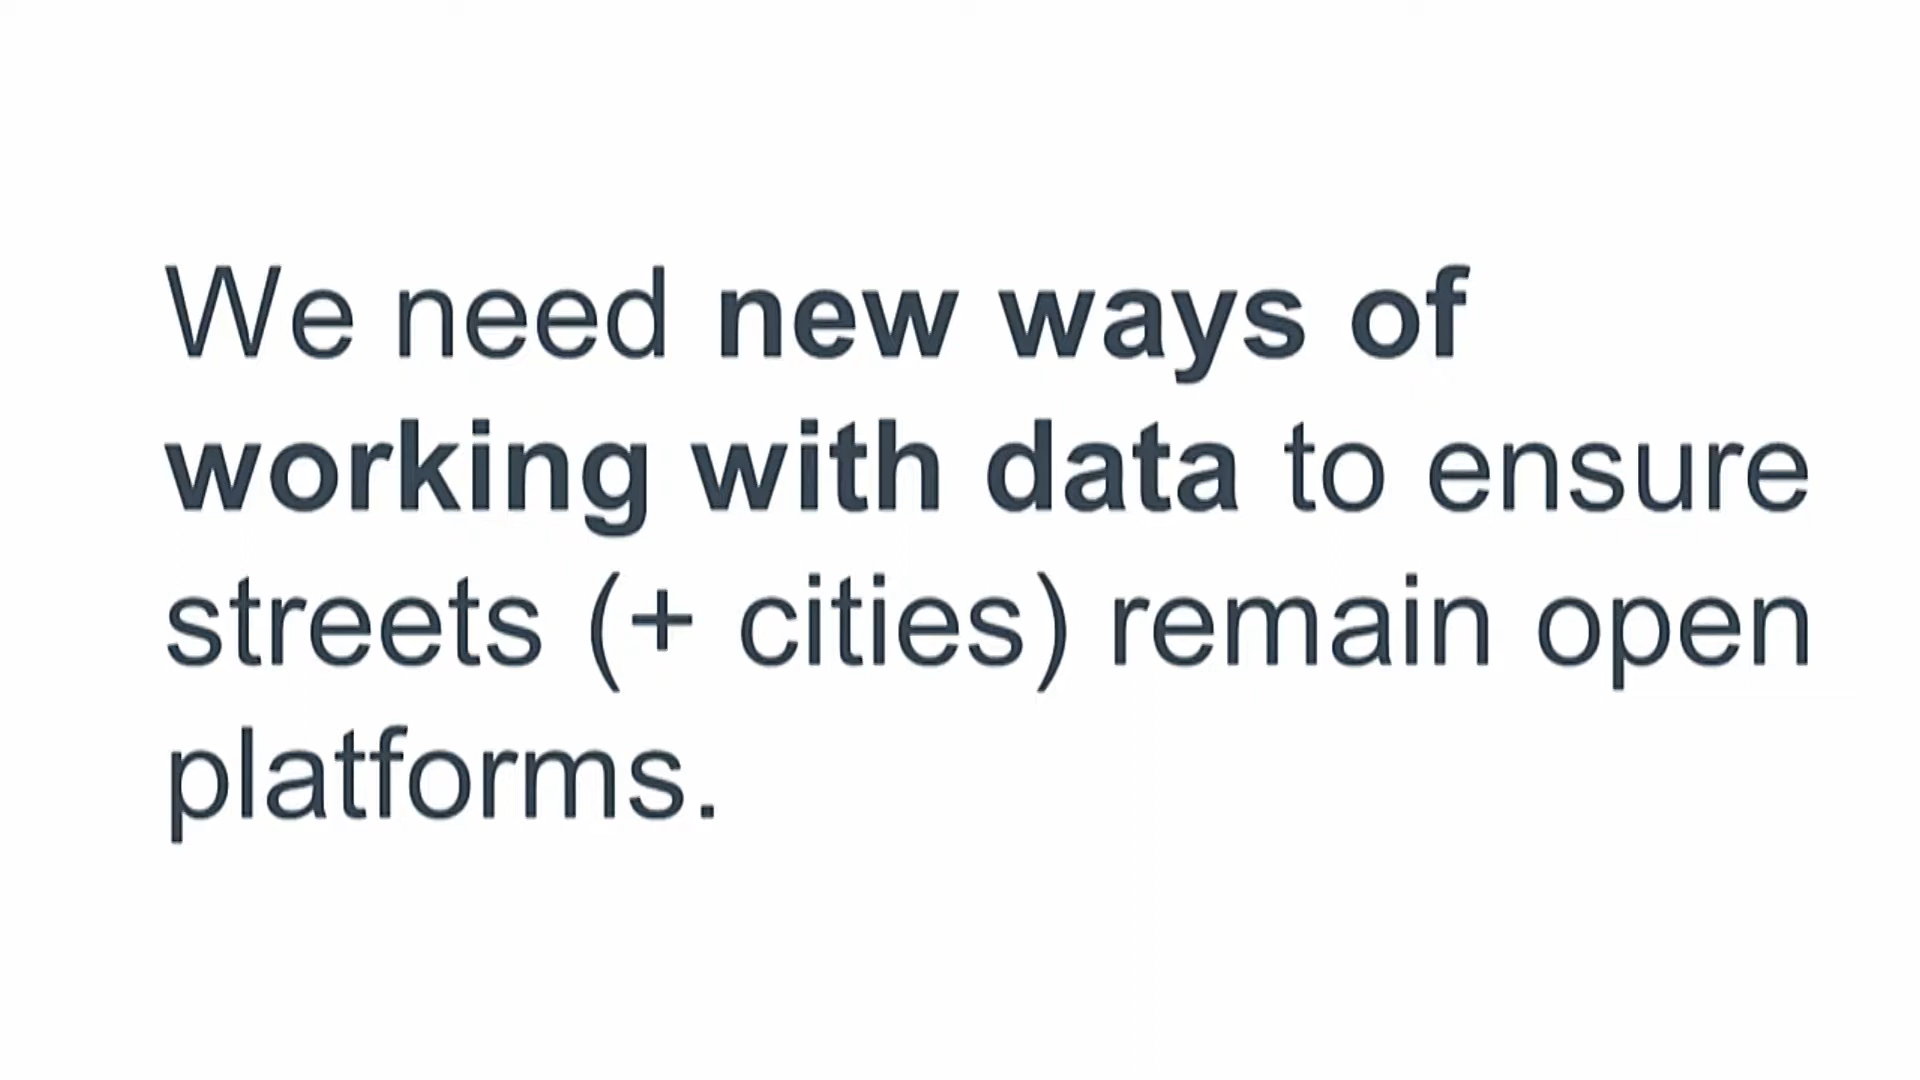 We need new ways of
working with data to ensure
streets (+ cities) remain open
platforms.